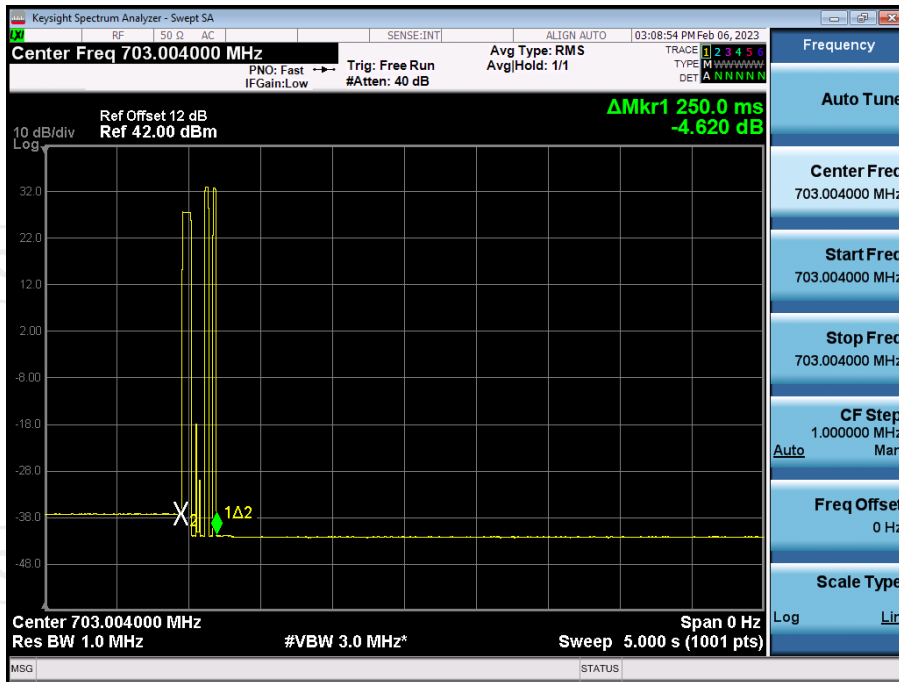 Keysight Spectrum Analyzer - Swept SA
LXI RF 50 Ω AC SENSE:INT ALIGN AUTO 03:08:54 PM Feb 06, 2023
Center Freq 703.004000 MHz
PNO: Fast
IFGain:Low
Trig: Free Run
#Atten: 40 dB
Avg Type: RMS
Avg|Hold: 1/1
TRACE 1 2 3 4 5 6
TYPE M WWWWW
DET A N N N N N
ΔMkr1 250.0 ms
-4.620 dB
Ref Offset 12 dB
10 dB/div Ref 42.00 dBm
Log
32.0
22.0
12.0
2.00
-8.00
-18.0
-28.0
-38.0
-48.0
2
1Δ2
Center 703.004000 MHz Span 0 Hz
Res BW 1.0 MHz #VBW 3.0 MHz* Sweep 5.000 s (1001 pts)
MSG STATUS
Frequency
Auto Tune
Center Freq
703.004000 MHz
Start Freq
703.004000 MHz
Stop Freq
703.004000 MHz
CF Step
1.000000 MHz
Auto Man
Freq Offset
0 Hz
Scale Type
Log Lin